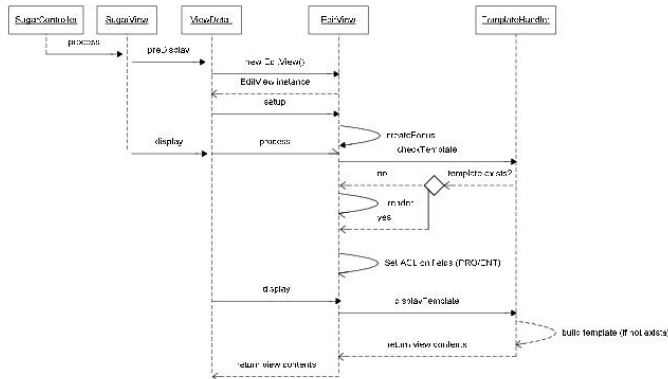 SugarController
SugarView
ViewDetail
EditView
TemplateHandler
process
preDisplay
new EditView()
EditView instance
setup
createFocus
display
process
checkTemplate
no
template exists?
render
yes
Set ACL on fields (PRO/ENT)
display
displayTemplate
build template (if not exists)
return view contents
return view contents